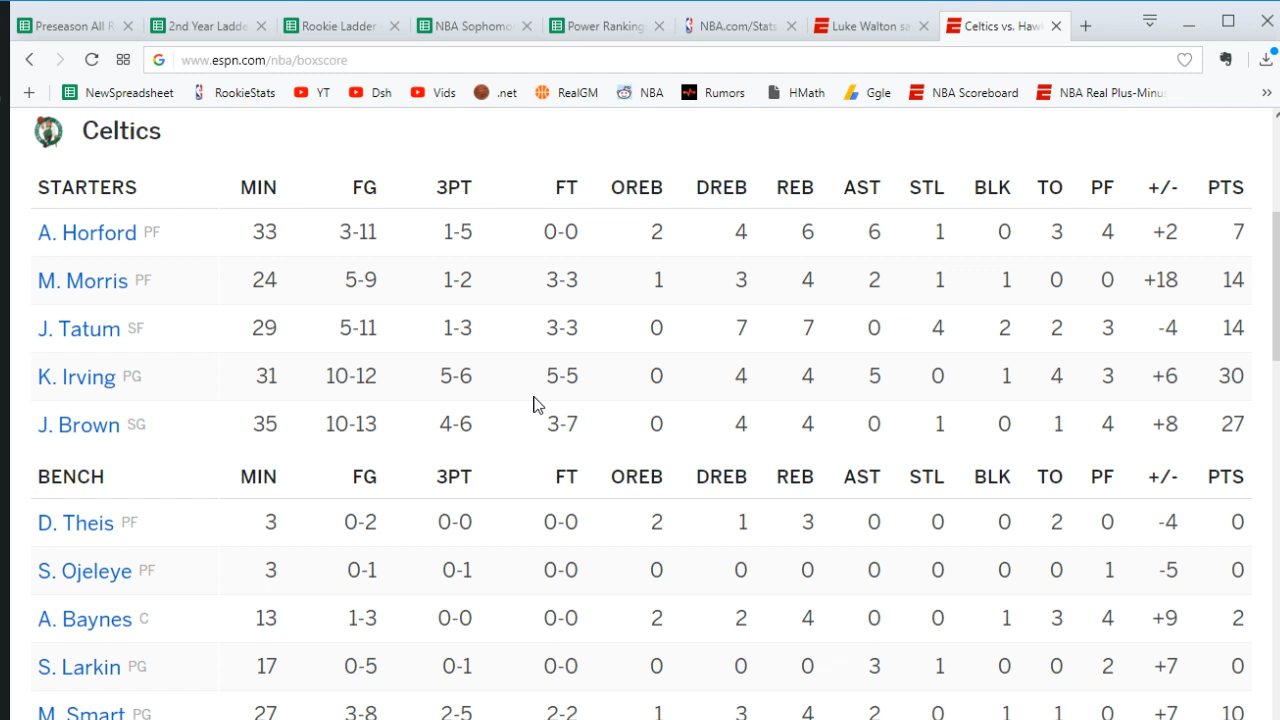 Preseason All R 2nd Year Ladde Rookie Ladder NBA Sophomo Power Ranking NBA.com/Stats Luke Walton sa Celtics vs. Haw
www.espn.com/nba/boxscore
NewSpreadsheet RookieStats YT Dsh Vids .net RealGM NBA Rumors HMath Ggle NBA Scoreboard NBA Real Plus-Minu
Celtics
STARTERS MIN FG 3PT FT OREB DREB REB AST STL BLK TO PF +/- PTS
A. Horford PF 33 3-11 1-5 0-0 2 4 6 6 1 0 3 4 +2 7
M. Morris PF 24 5-9 1-2 3-3 1 3 4 2 1 1 0 0 +18 14
J. Tatum SF 29 5-11 1-3 3-3 0 7 7 0 4 2 2 3 -4 14
K. Irving PG 31 10-12 5-6 5-5 0 4 4 5 0 1 4 3 +6 30
J. Brown SG 35 10-13 4-6 3-7 0 4 4 0 1 0 1 4 +8 27
BENCH MIN FG 3PT FT OREB DREB REB AST STL BLK TO PF +/- PTS
D. Theis PF 3 0-2 0-0 0-0 2 1 3 0 0 0 2 0 -4 0
S. Ojeleye PF 3 0-1 0-1 0-0 0 0 0 0 0 0 0 1 -5 0
A. Baynes C 13 1-3 0-0 0-0 2 2 4 0 0 1 3 4 +9 2
S. Larkin PG 17 0-5 0-1 0-0 0 0 0 3 1 0 0 2 +7 0
M. Smart PG 27 3-8 2-5 2-2 1 3 4 2 0 1 1 0 +7 10